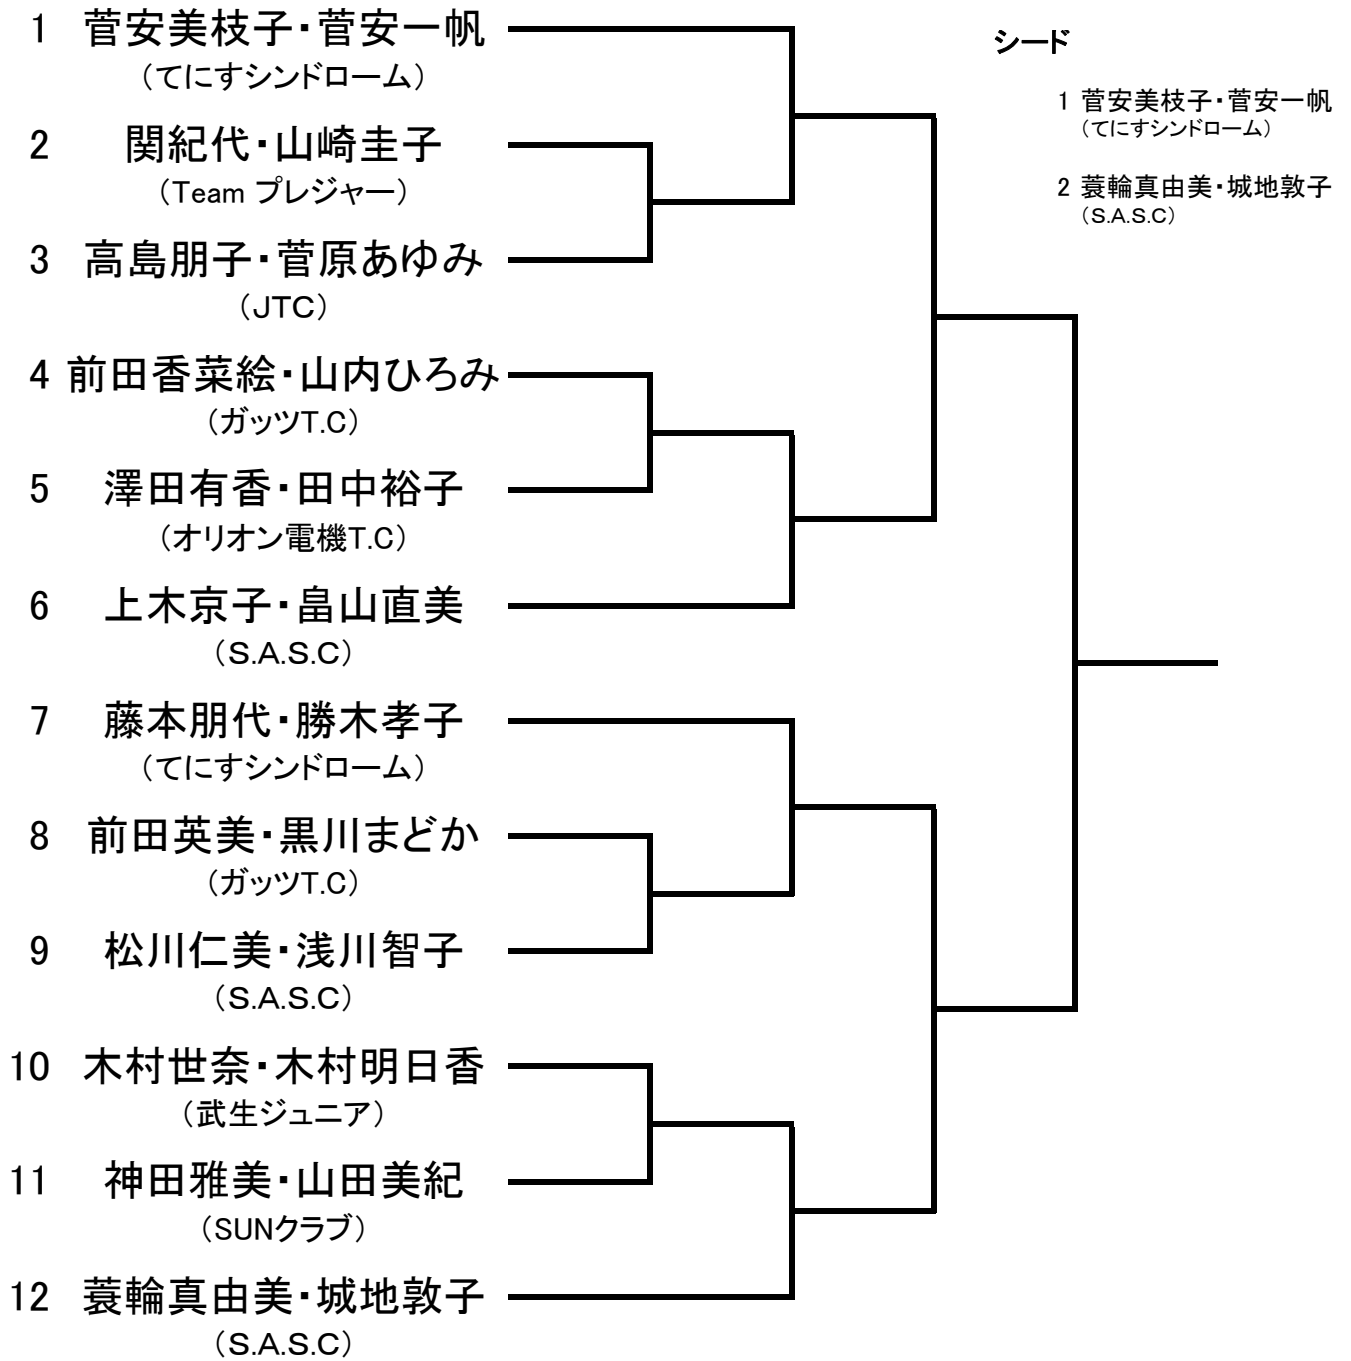 1 菅安美枝子・菅安一帆
（てにすシンドローム）
2 関紀代・山崎圭子
（Team プレジャー）
3 高島朋子・菅原あゆみ
（JTC）
4 前田香菜絵・山内ひろみ
（ガッツT.C）
5 澤田有香・田中裕子
（オリオン電機T.C）
6 上木京子・畠山直美
（S.A.S.C）
7 藤本朋代・勝木孝子
（てにすシンドローム）
8 前田英美・黒川まどか
（ガッツT.C）
9 松川仁美・浅川智子
（S.A.S.C）
10 木村世奈・木村明日香
（武生ジュニア）
11 神田雅美・山田美紀
（SUNクラブ）
12 蓑輪真由美・城地敦子
（S.A.S.C）
シード
1 菅安美枝子・菅安一帆
（てにすシンドローム）
2 蓑輪真由美・城地敦子
（S.A.S.C）